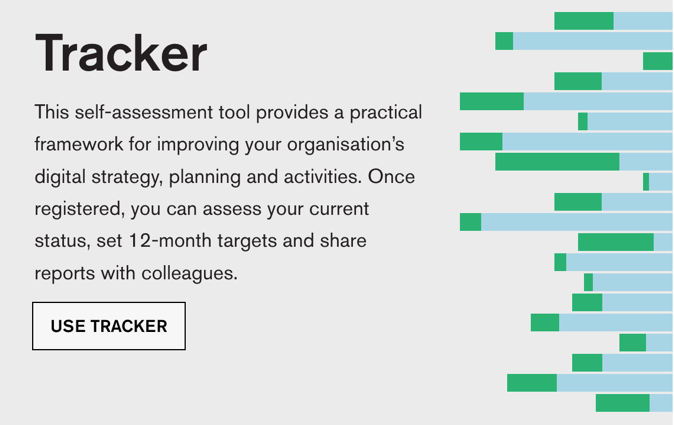 Tracker
This self-assessment tool provides a practical
framework for improving your organisation’s
digital strategy, planning and activities. Once
registered, you can assess your current
status, set 12-month targets and share
reports with colleagues.
USE TRACKER